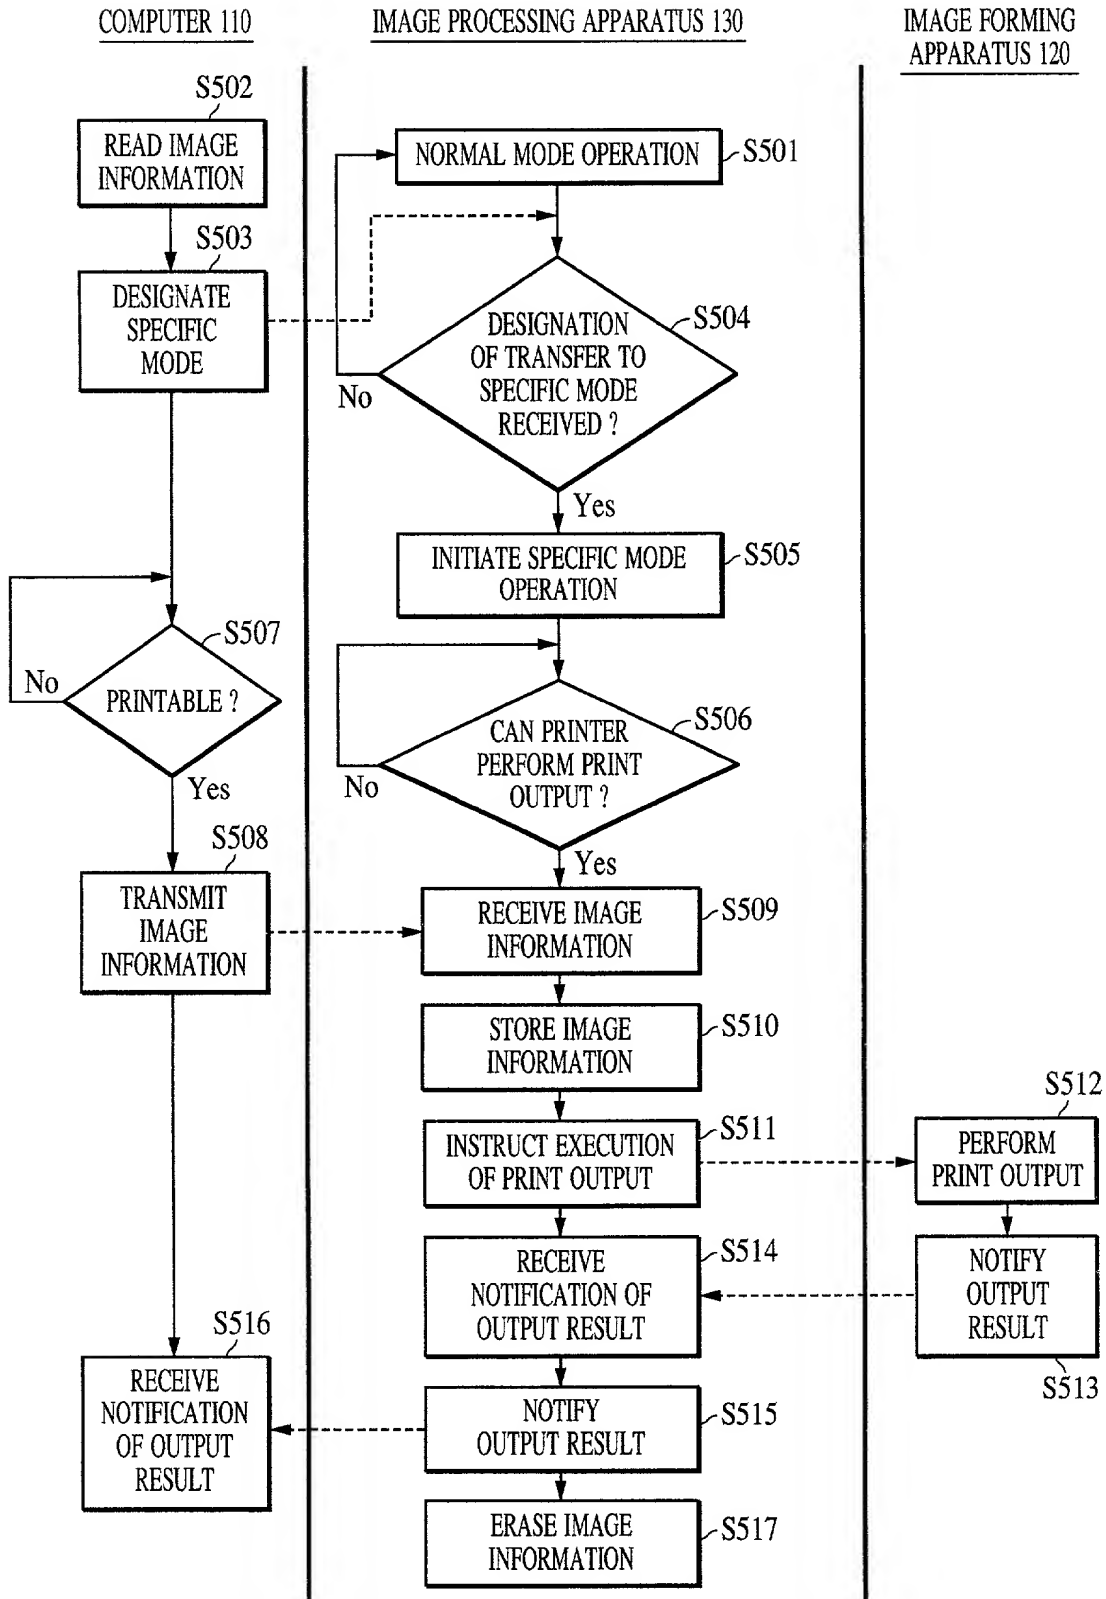 COMPUTER 110
IMAGE PROCESSING APPARATUS 130
IMAGE FORMING
APPARATUS 120
S502
READ IMAGE
INFORMATION
NORMAL MODE OPERATION
S501
S503
DESIGNATE
SPECIFIC
MODE
S504
DESIGNATION
OF TRANSFER TO
SPECIFIC MODE
RECEIVED ?
No
Yes
INITIATE SPECIFIC MODE
OPERATION
S505
S507
PRINTABLE ?
No
Yes
S506
CAN PRINTER
PERFORM PRINT
OUTPUT ?
No
Yes
S508
TRANSMIT
IMAGE
INFORMATION
RECEIVE IMAGE
INFORMATION
S509
STORE IMAGE
INFORMATION
S510
INSTRUCT EXECUTION
OF PRINT OUTPUT
S511
S512
PERFORM
PRINT OUTPUT
RECEIVE
NOTIFICATION OF
OUTPUT RESULT
S514
NOTIFY
OUTPUT
RESULT
S513
S516
RECEIVE
NOTIFICATION
OF OUTPUT
RESULT
NOTIFY
OUTPUT RESULT
S515
ERASE IMAGE
INFORMATION
S517